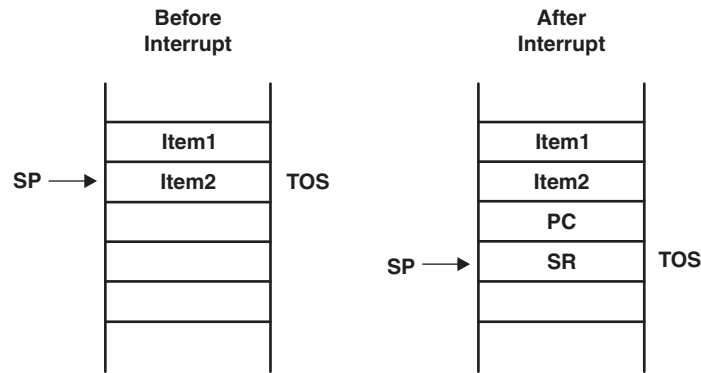 Before
Interrupt
Item1
SP
Item2
TOS
After
Interrupt
Item1
Item2
PC
SP
SR
TOS